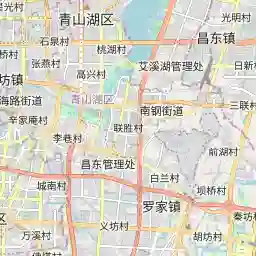 景光村
青山湖区
光明村
石泉村
桃湖村
昌东镇
张燕村
艾溪湖管理处
高兴村
日新
坊镇
青山湖区
海路街道
南钢街道
三联村
辛家庵村
联胜村
李巷村
前湖村
昌东管理处
城南村
白兰村
坝桥村
罗家镇
区
义坊村
秦坊
万溪村
胡坊村